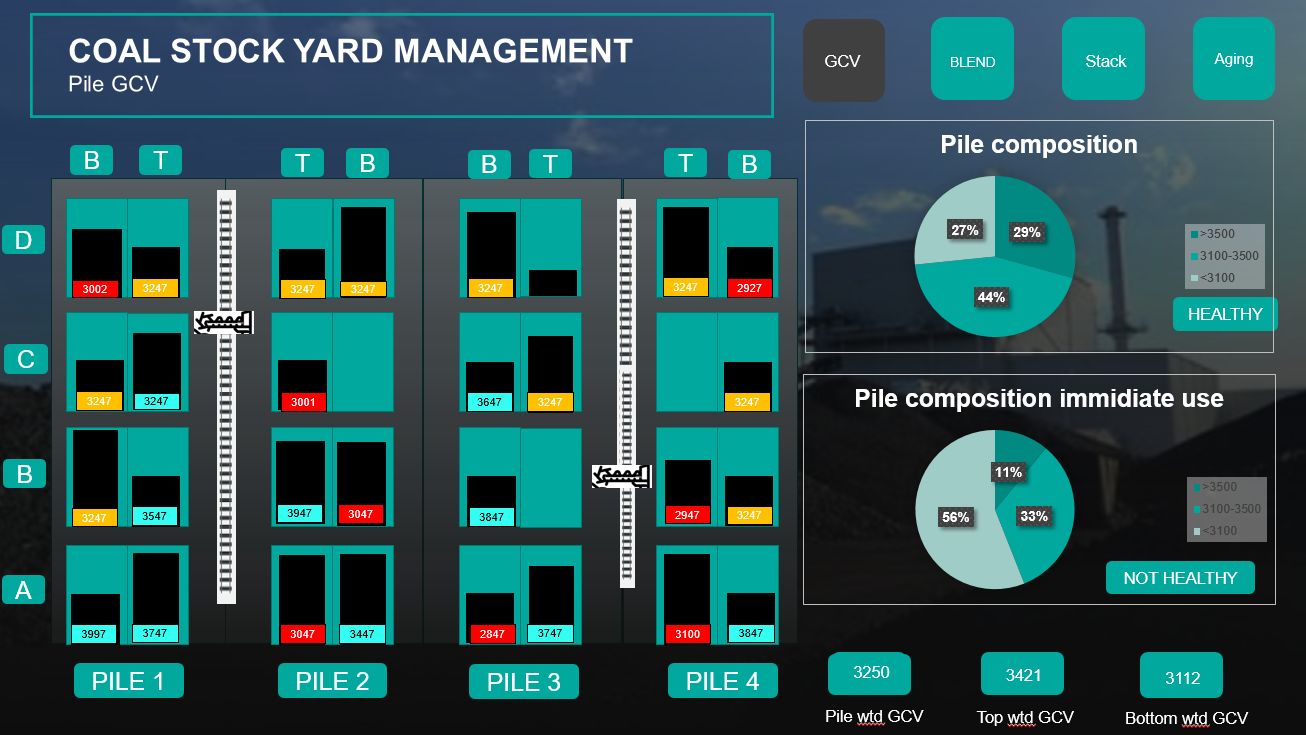 COAL STOCK YARD MANAGEMENT
Pile GCV
GCV
BLEND
Stack
Aging
B T T B B T T B
D
3002 3247 3247 3247 3247 3247 2927
C
3247 3247 3001 3647 3247 3247
B
3247 3547 3947 3047 3847 2947 3247
A
3997 3747 3047 3447 2847 3747 3100 3847
PILE 1 PILE 2 PILE 3 PILE 4
Pile composition
27% 29%
44%
>3500
3100-3500
<3100
HEALTHY
Pile composition immidiate use
11%
56% 33%
>3500
3100-3500
<3100
NOT HEALTHY
3250 3421 3112
Pile wtd GCV Top wtd GCV Bottom wtd GCV